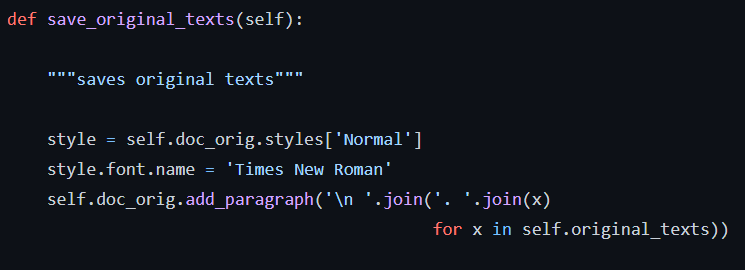 def save_original_texts(self):
"""saves original texts"""
style = self.doc_orig.styles['Normal']
style.font.name = 'Times New Roman'
self.doc_orig.add_paragraph('\n '.join('. '.join(x)
for x in self.original_texts))